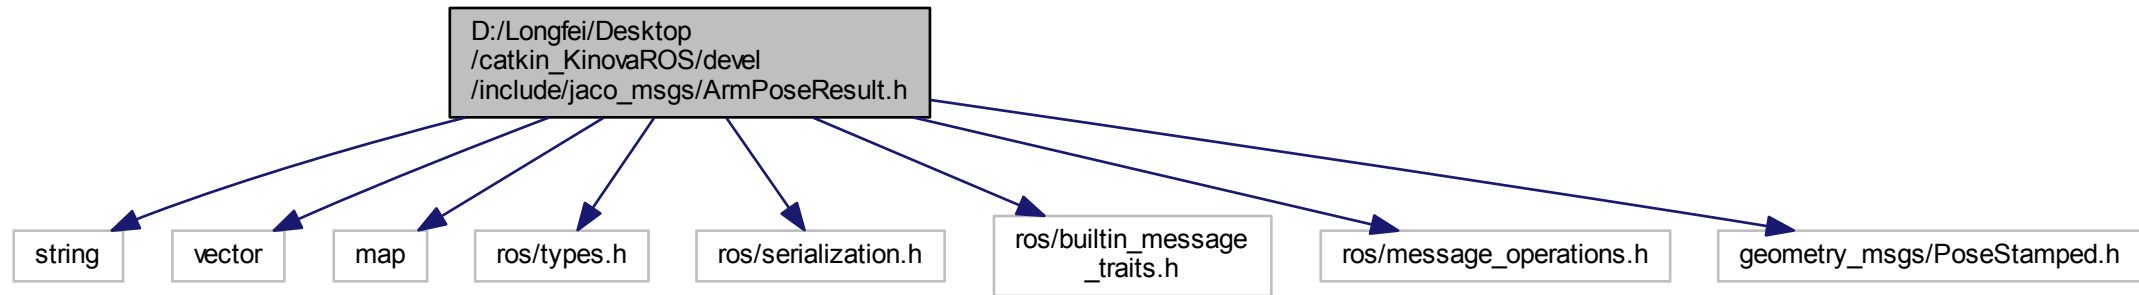 D:/Longfei/Desktop
/catkin_KinovaROS/devel
/include/jaco_msgs/ArmPoseResult.h
string
vector
map
ros/types.h
ros/serialization.h
ros/builtin_message
_traits.h
ros/message_operations.h
geometry_msgs/PoseStamped.h